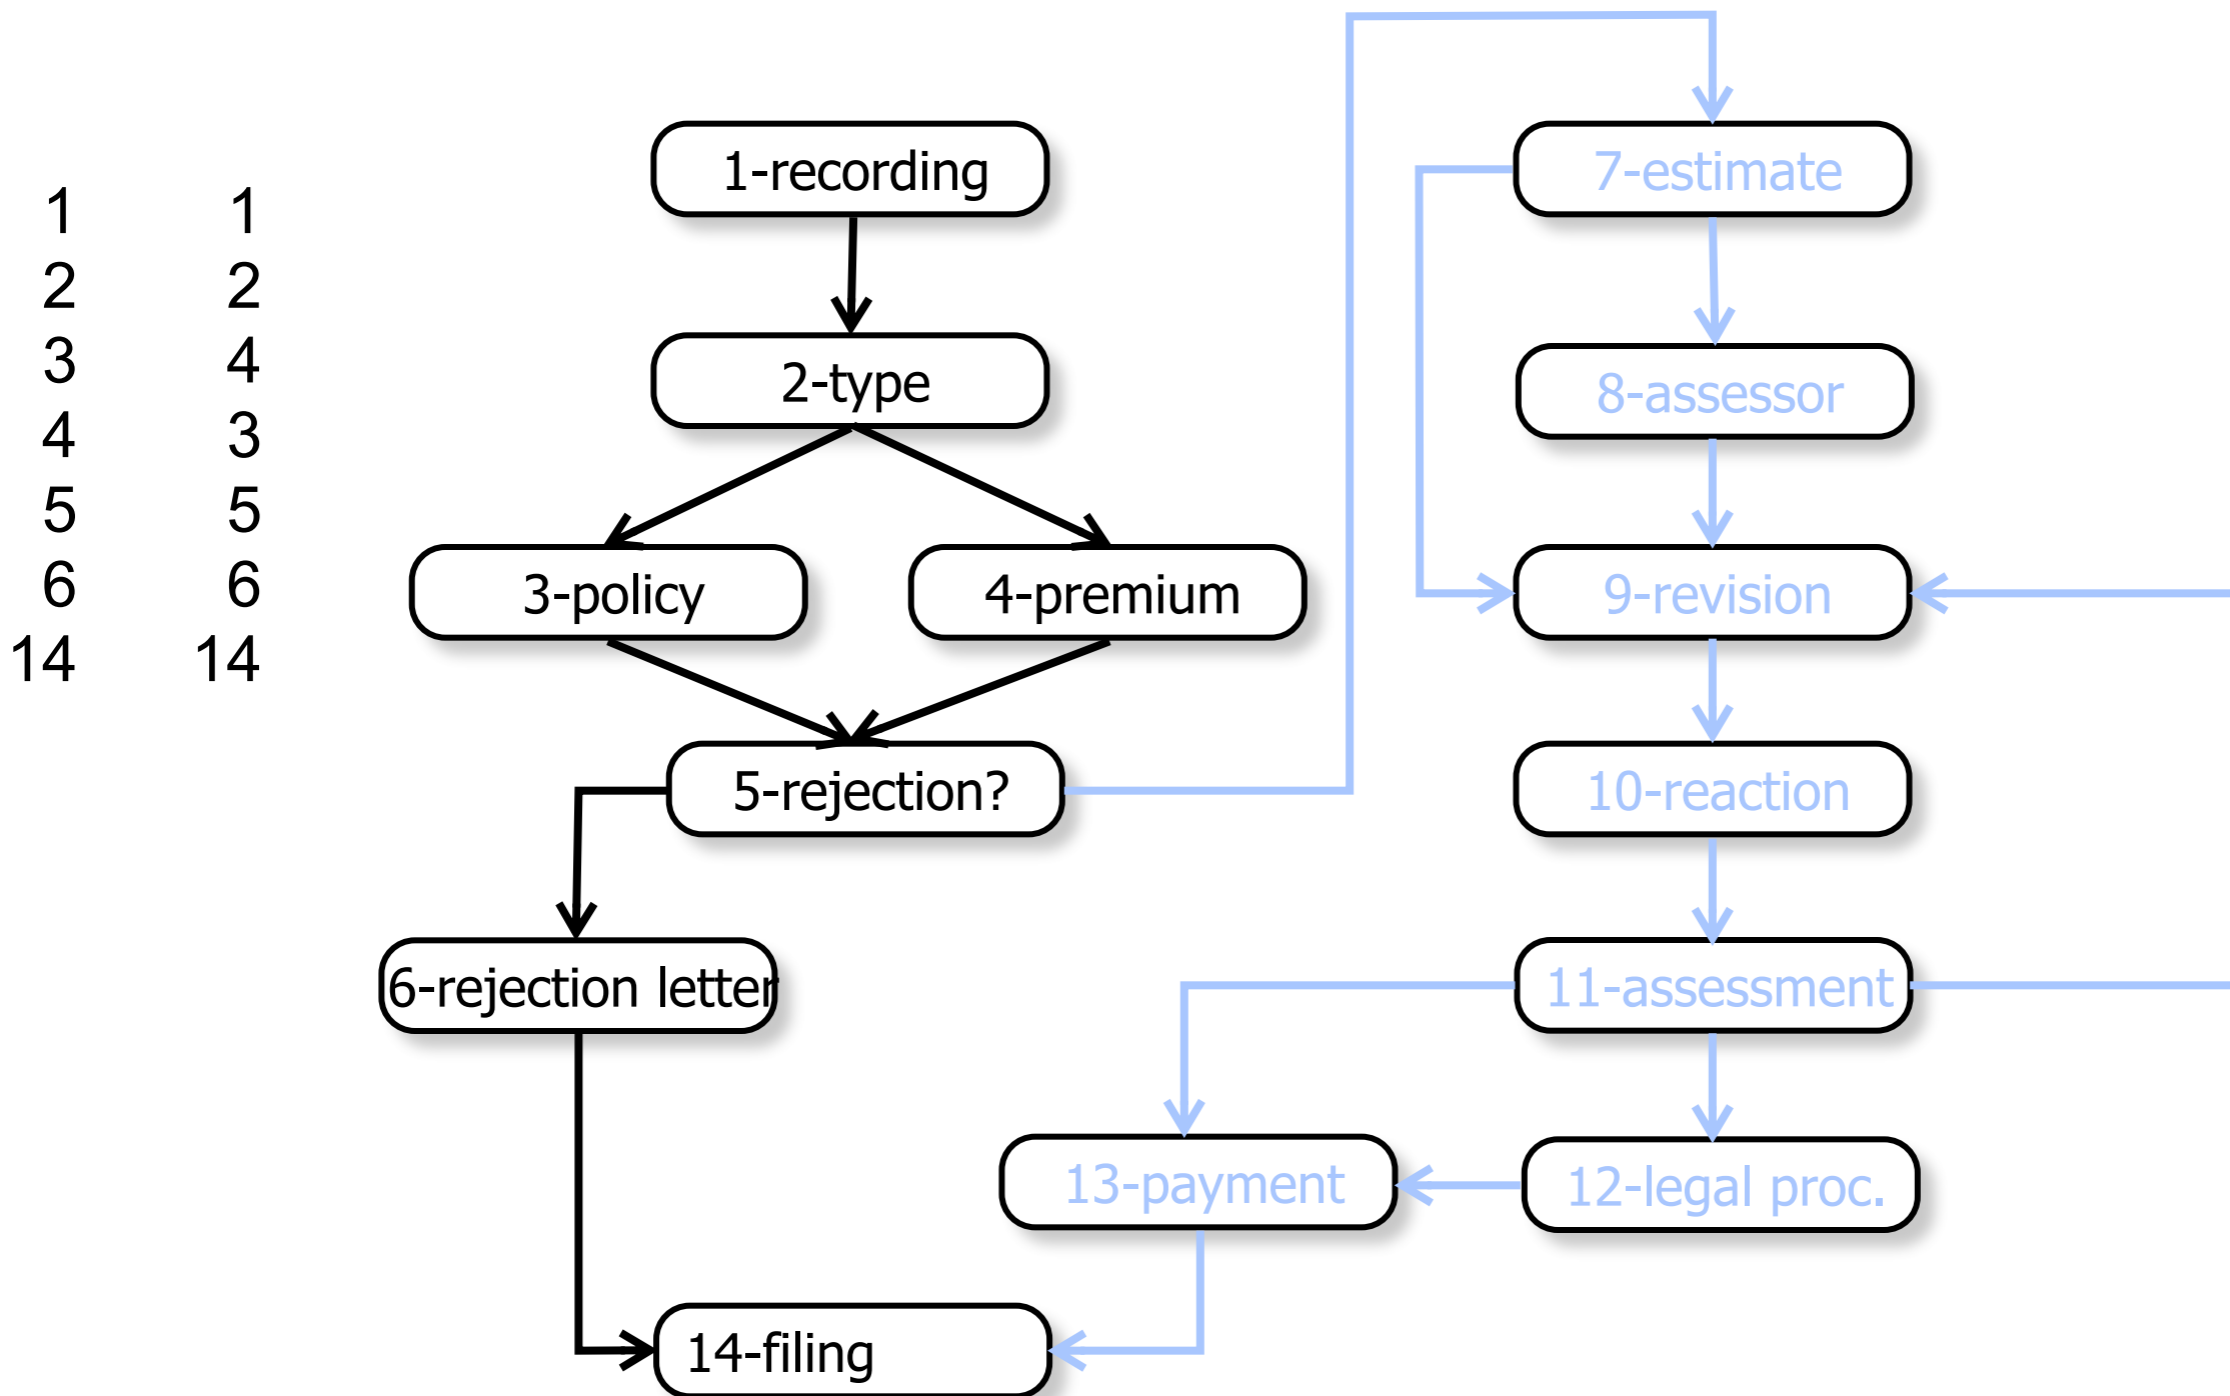 1 1
2 2
3 4
4 3
5 5
6 6
14 14
1-recording
2-type
3-policy 4-premium
5-rejection?
6-rejection letter
14-filing
7-estimate
8-assessor
9-revision
10-reaction
11-assessment
13-payment 12-legal proc.